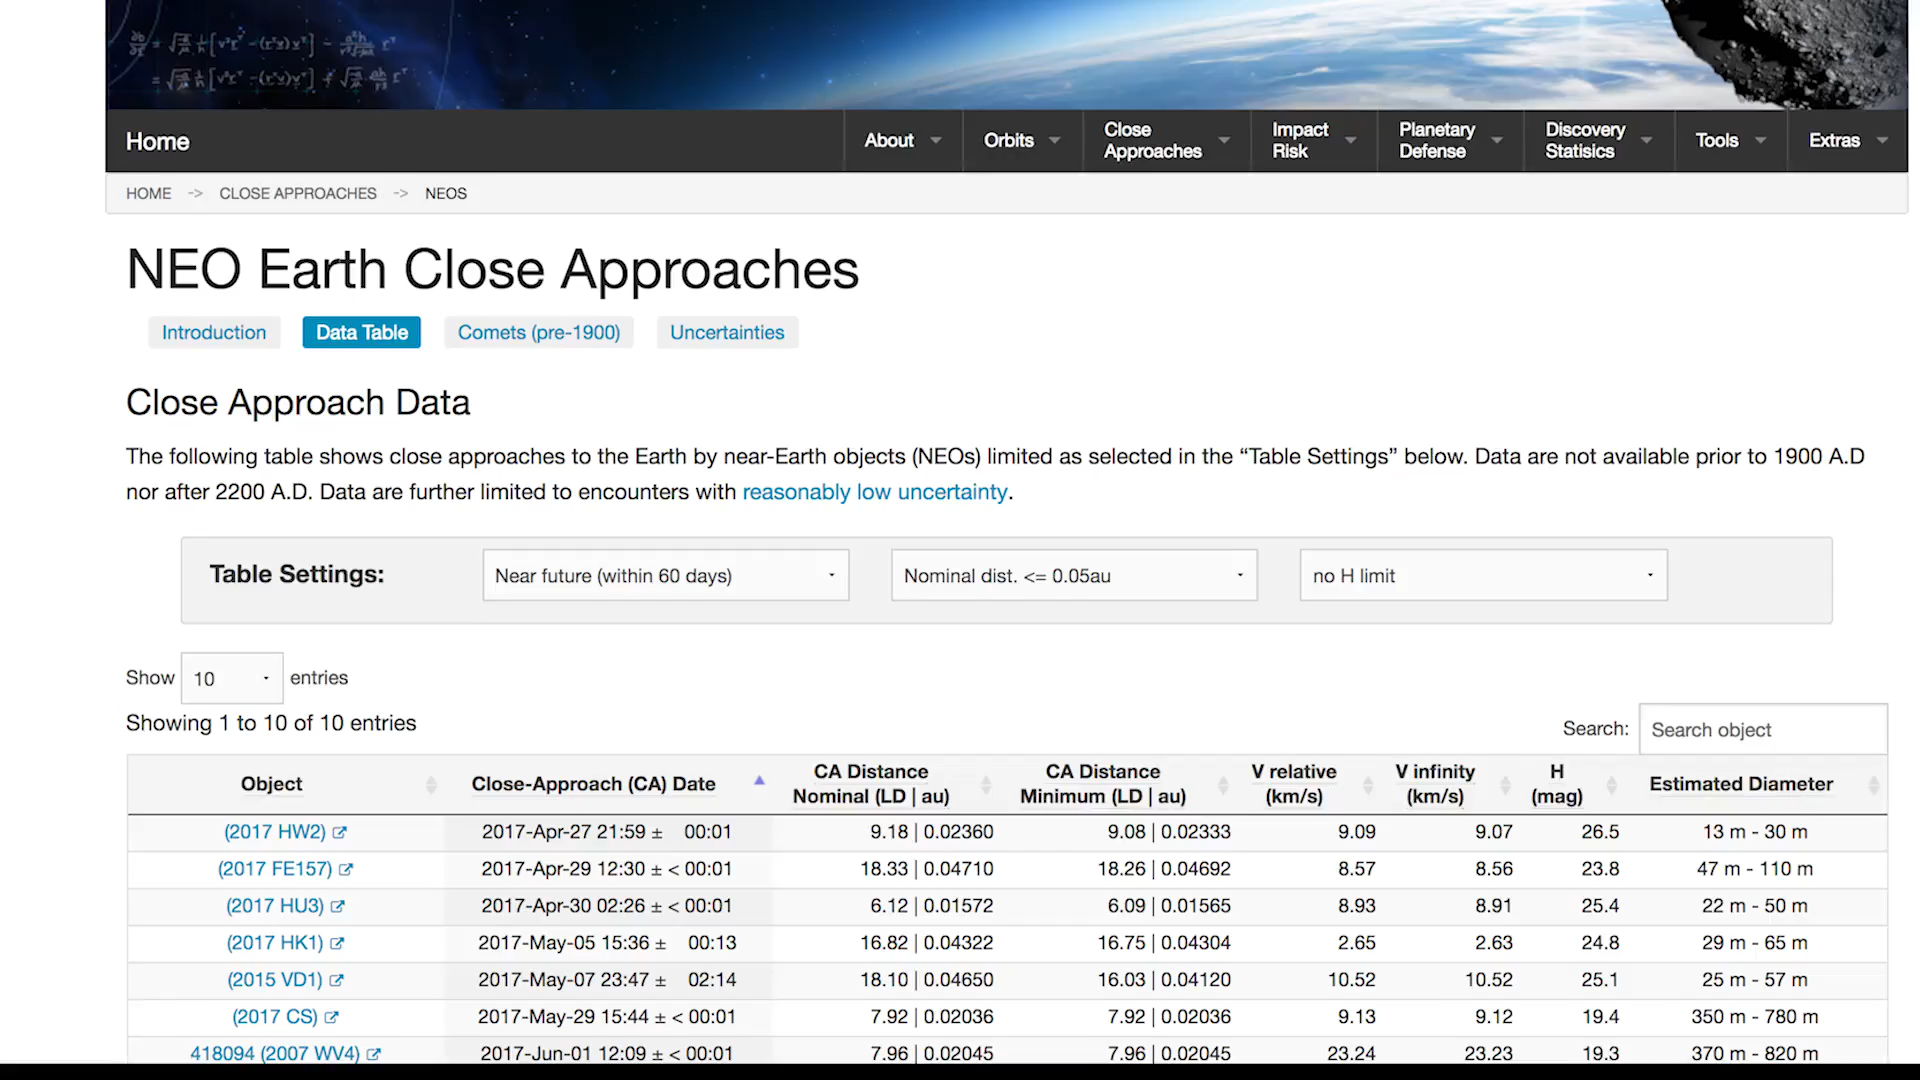 Home
About
Orbits
Close Approaches
Impact Risk
Planetary Defense
Discovery Statisics
Tools
Extras
HOME -> CLOSE APPROACHES -> NEOS
NEO Earth Close Approaches
Introduction Data Table Comets (pre-1900) Uncertainties
Close Approach Data
The following table shows close approaches to the Earth by near-Earth objects (NEOs) limited as selected in the “Table Settings” below. Data are not available prior to 1900 A.D
nor after 2200 A.D. Data are further limited to encounters with reasonably low uncertainty.
Table Settings: Near future (within 60 days) Nominal dist. <= 0.05au no H limit
Show 10 entries
Showing 1 to 10 of 10 entries
Search: Search object
Object
Close-Approach (CA) Date
CA Distance Nominal (LD | au)
CA Distance Minimum (LD | au)
V relative (km/s)
V infinity (km/s)
H (mag)
Estimated Diameter
(2017 HW2) 2017-Apr-27 21:59 ± 00:01 9.18 | 0.02360 9.08 | 0.02333 9.09 9.07 26.5 13 m - 30 m
(2017 FE157) 2017-Apr-29 12:30 ± < 00:01 18.33 | 0.04710 18.26 | 0.04692 8.57 8.56 23.8 47 m - 110 m
(2017 HU3) 2017-Apr-30 02:26 ± < 00:01 6.12 | 0.01572 6.09 | 0.01565 8.93 8.91 25.4 22 m - 50 m
(2017 HK1) 2017-May-05 15:36 ± 00:13 16.82 | 0.04322 16.75 | 0.04304 2.65 2.63 24.8 29 m - 65 m
(2015 VD1) 2017-May-07 23:47 ± 02:14 18.10 | 0.04650 16.03 | 0.04120 10.52 10.52 25.1 25 m - 57 m
(2017 CS) 2017-May-29 15:44 ± < 00:01 7.92 | 0.02036 7.92 | 0.02036 9.13 9.12 19.4 350 m - 780 m
418094 (2007 WV4) 2017-Jun-01 12:09 ± < 00:01 7.96 | 0.02045 7.96 | 0.02045 23.24 23.23 19.3 370 m - 820 m